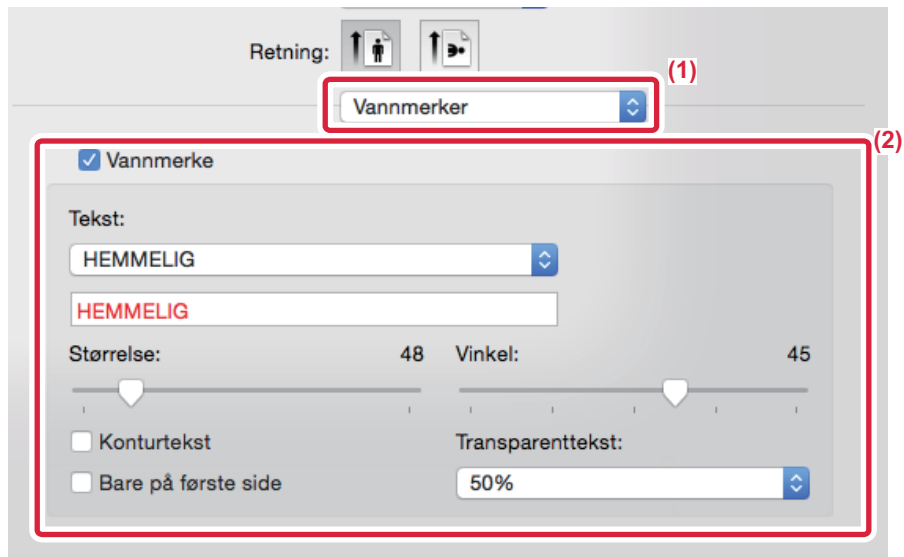 Retning:
(1)
Vannmerker
(2)
Vannmerke
Tekst:
HEMMELIG
HEMMELIG
Størrelse: 48 Vinkel: 45
Konturtekst Transparenttekst:
Bare på første side 50%